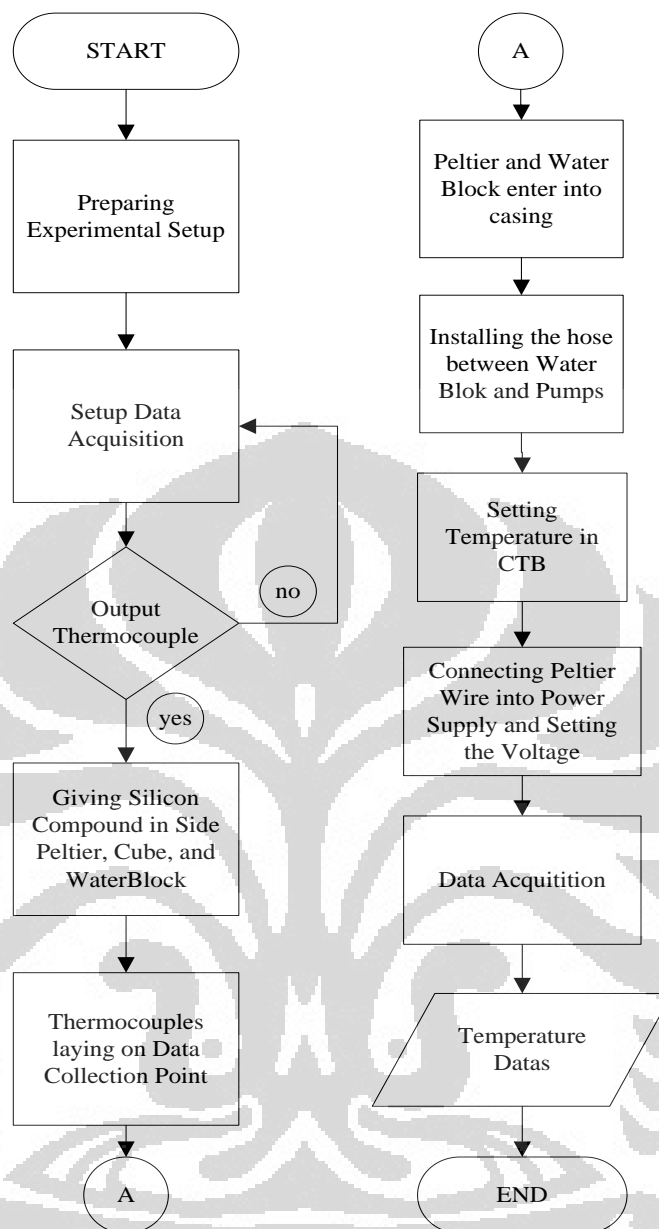 START
Preparing
Experimental Setup
Setup Data
Acquisition
Output
Thermocouple
no
yes
Giving Silicon
Compound in Side
Peltier, Cube, and
WaterBlock
Thermocouples
laying on Data
Collection Point
A
A
Peltier and Water
Block enter into
casing
Installing the hose
between Water
Blok and Pumps
Setting
Temperature in
CTB
Connecting Peltier
Wire into Power
Supply and Setting
the Voltage
Data Acquitition
Temperature
Datas
END